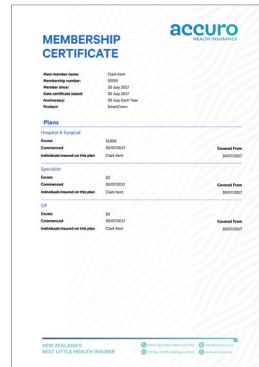 accuro
HEALTH INSURANCE
MEMBERSHIP
CERTIFICATE
Main member name: Clark Kent
Membership number: 
Member since: 30 July 2017
Date certificate issued: 30 July 2017
Anniversary: 30 July Each Year
Product: SmartCare+
Plans
Hospital & Surgical
Excess
Commenced 30/07/2017 Covered From
Individuals insured on this plan Clark Kent 30/07/2017
Specialist
Excess $0
Commenced 30/07/2017 Covered From
Individuals insured on this plan Clark Kent 30/07/2017
GP
Excess $0
Commenced 30/07/2017 Covered From
Individuals insured on this plan Clark Kent 30/07/2017
NEW ZEALAND'S
BEST LITTLE HEALTH INSURER